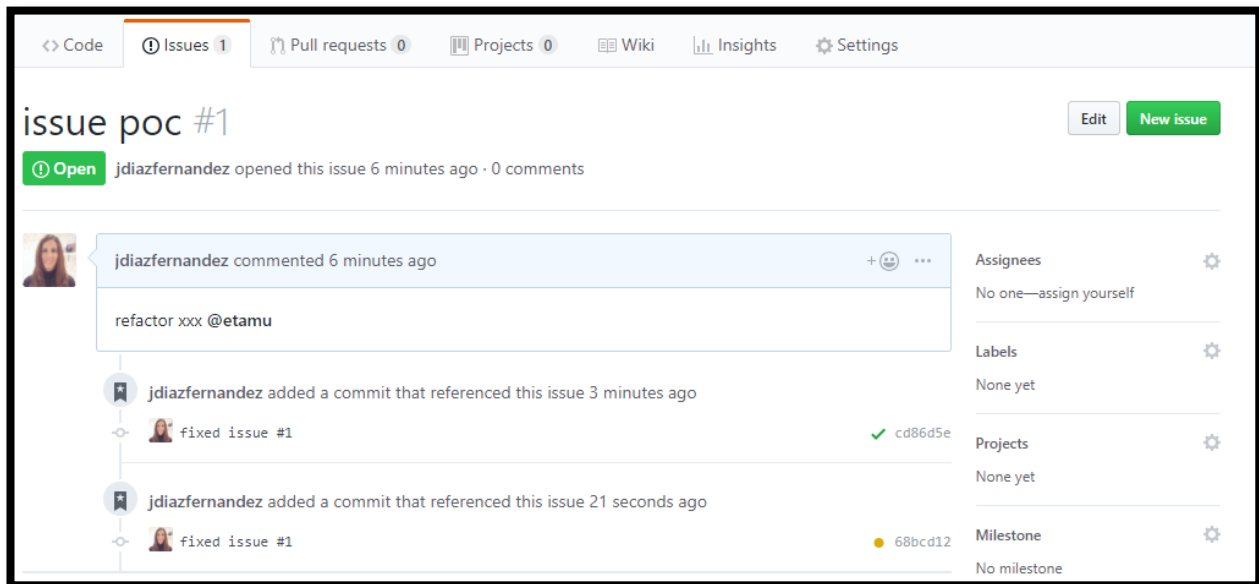 Code Issues 1 Pull requests 0 Projects 0 Wiki Insights Settings
issue poc #1
Edit New issue
Open jdiazfernandez opened this issue 6 minutes ago · 0 comments
jdiazfernandez commented 6 minutes ago
refactor xxx @etamu
jdiazfernandez added a commit that referenced this issue 3 minutes ago
fixed issue #1 cd86d5e
jdiazfernandez added a commit that referenced this issue 21 seconds ago
fixed issue #1 68bcd12
Assignees
No one—assign yourself
Labels
None yet
Projects
None yet
Milestone
No milestone